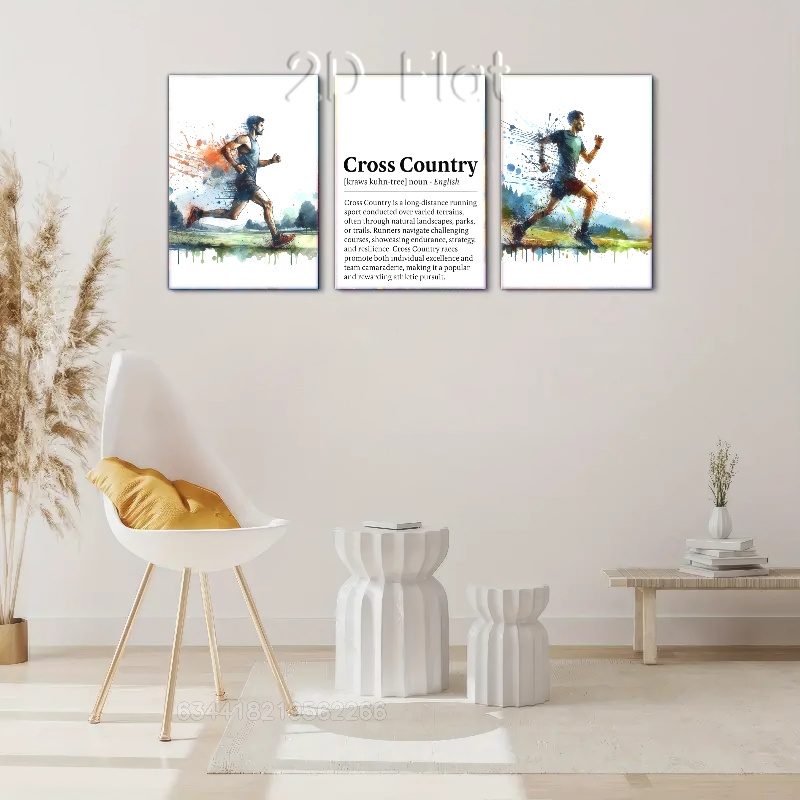 2D Flat
Cross Country
[kraws kuhn-tree] noun - English
Cross Country is a long-distance running
sport conducted over varied terrains,
often through natural landscapes, parks,
or trails. Runners navigate challenging
courses, showcasing endurance, strategy,
and resilience. Cross Country races
promote both individual excellence and
team camaraderie, making it a popular
and rewarding athletic pursuit.
634418210562266